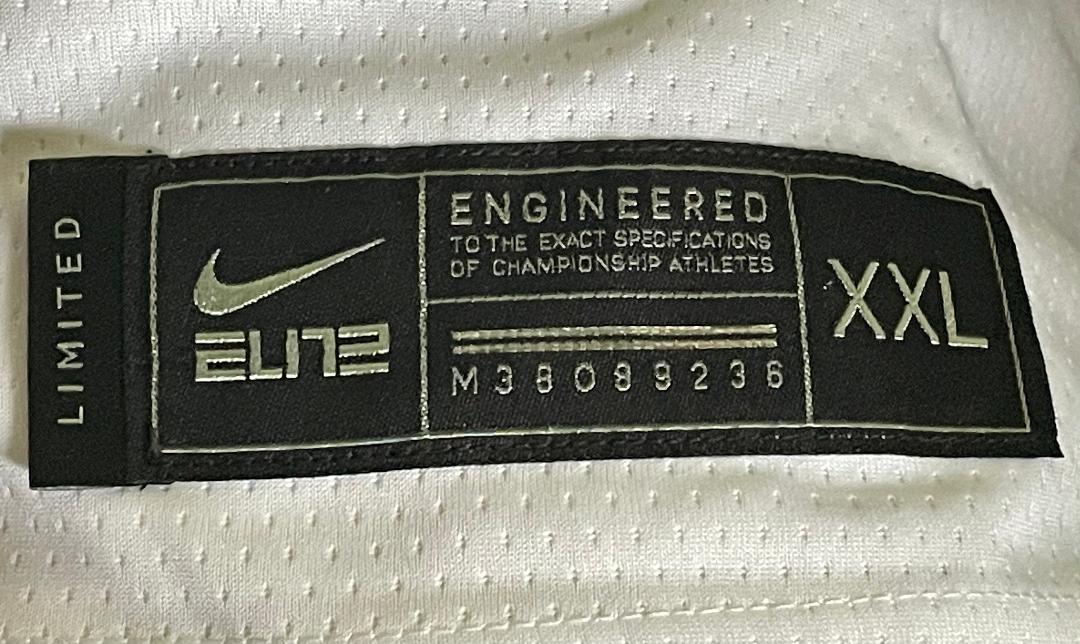 LIMITED
ELITE
ENGINEERED
TO THE EXACT SPECIFICATIONS
OF CHAMPIONSHIP ATHLETES
M38089236
XXL